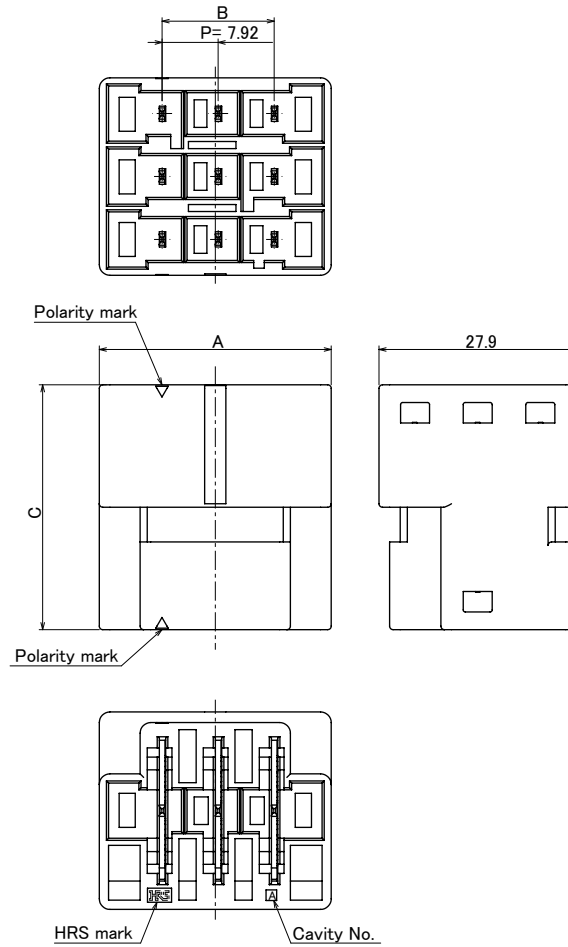 B
P= 7.92
Polarity mark
A
27.9
C
Polarity mark
HRS
A
HRS mark
Cavity No.